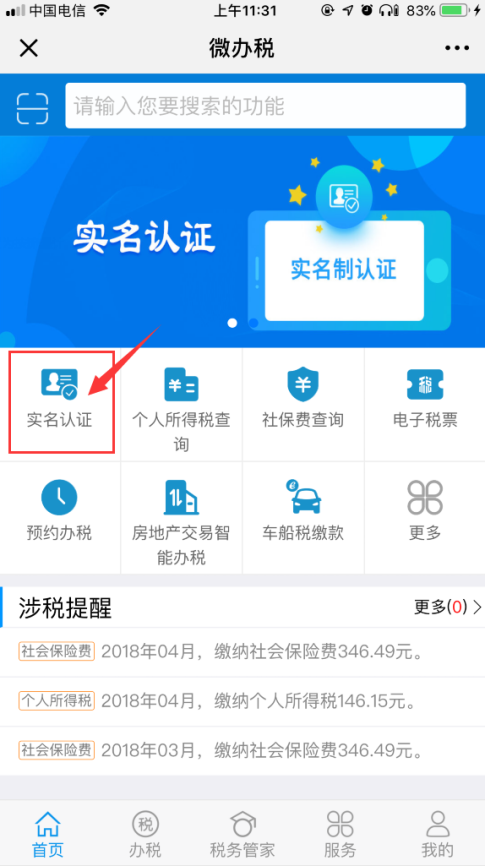 中国电信 上午11:31 83%
微办税
请输入您要搜索的功能
实名认证
实名制认证
实名认证 个人所得税查询 社保费查询 电子税票
预约办税 房地产交易智能办税 车船税缴款 更多
涉税提醒 更多(0)
社会保险费 2018年04月，缴纳社会保险费346.49元。
个人所得税 2018年04月，缴纳个人所得税146.15元。
社会保险费 2018年03月，缴纳社会保险费346.49元。
税
首页 办税 税务管家 服务 我的